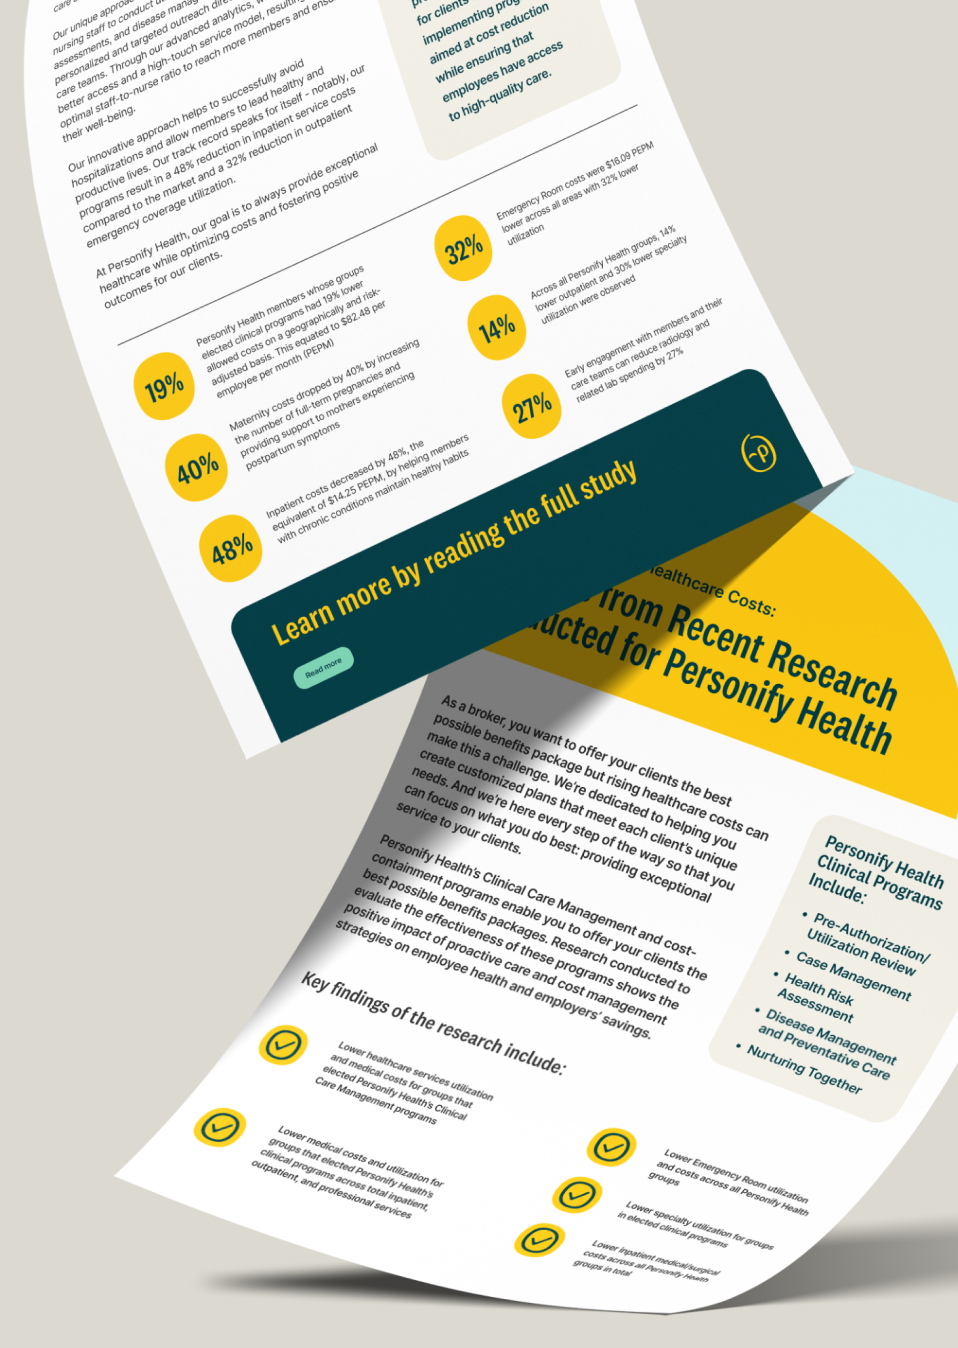 care
Our unique approach
nursing staff to conduct
assessments, and disease
personalized and targeted outreach
care teams. Through our advanced analytics,
better access and a high-touch service model,
optimal staff-to-nurse ratio to reach more members and
their well-being.
Our innovative approach helps to successfully avoid
hospitalizations and allow members to lead healthy and
productive lives. Our track record speaks for itself - notably, our
programs result in a 48% reduction in inpatient service costs
compared to the market and a 32% reduction in outpatient
emergency coverage utilization.
At Personify Health, our goal is to always provide exceptional
healthcare while optimizing costs and fostering positive
outcomes for our clients.
for clients
implementing
aimed at cost reduction
while ensuring that
employees have access
to high-quality care.
19%
Personify Health members whose groups
elected clinical programs had 19% lower
allowed costs on a geographically and risk-
adjusted basis. This equated to $82.48 per
employee per month (PEPM)
40%
Maternity costs dropped by 40% by increasing
the number of full-term pregnancies and
providing support to mothers experiencing
postpartum symptoms
48%
Inpatient costs decreased by 48%, the
equivalent of $14.25 PEPM, by helping members
with chronic conditions maintain healthy habits
32%
Emergency Room costs were $16.09 PEPM
lower across all areas with 32% lower
utilization
14%
Across all Personify Health groups, 14%
lower outpatient and 30% lower specialty
utilization were observed
27%
Early engagement with members and their
care teams can reduce radiology and
related lab spending by 27%
Learn more by reading the full study
Read more
Healthcare Costs:
from Recent Research
for Personify Health
As a broker, you want to offer your clients the best
possible benefits package but rising healthcare costs can
make this a challenge. We're dedicated to helping you
create customized plans that meet each client's unique
needs. And we're here every step of the way so that you
can focus on what you do best: providing exceptional
service to your clients.
Personify Health's Clinical Care Management and cost-
containment programs enable you to offer your clients the
best possible benefits packages. Research conducted to
evaluate the effectiveness of these programs shows the
positive impact of proactive care and cost management
strategies on employee health and employers' savings.
Personify Health
Clinical Programs
Include:
• Pre-Authorization/
Utilization Review
• Case Management
• Health Risk
Assessment
• Disease Management
and Preventative Care
• Nurturing Together
Key findings of the research include:
Lower healthcare services utilization
and medical costs for groups that
elected Personify Health's Clinical
Care Management programs
Lower medical costs and utilization for
groups that elected Personify Health's
clinical programs across total inpatient,
outpatient, and professional services
Lower Emergency Room utilization
and costs across all Personify Health
groups
Lower specialty utilization for groups
in elected clinical programs
Lower inpatient medical/surgical
costs across all Personify Health
groups in total